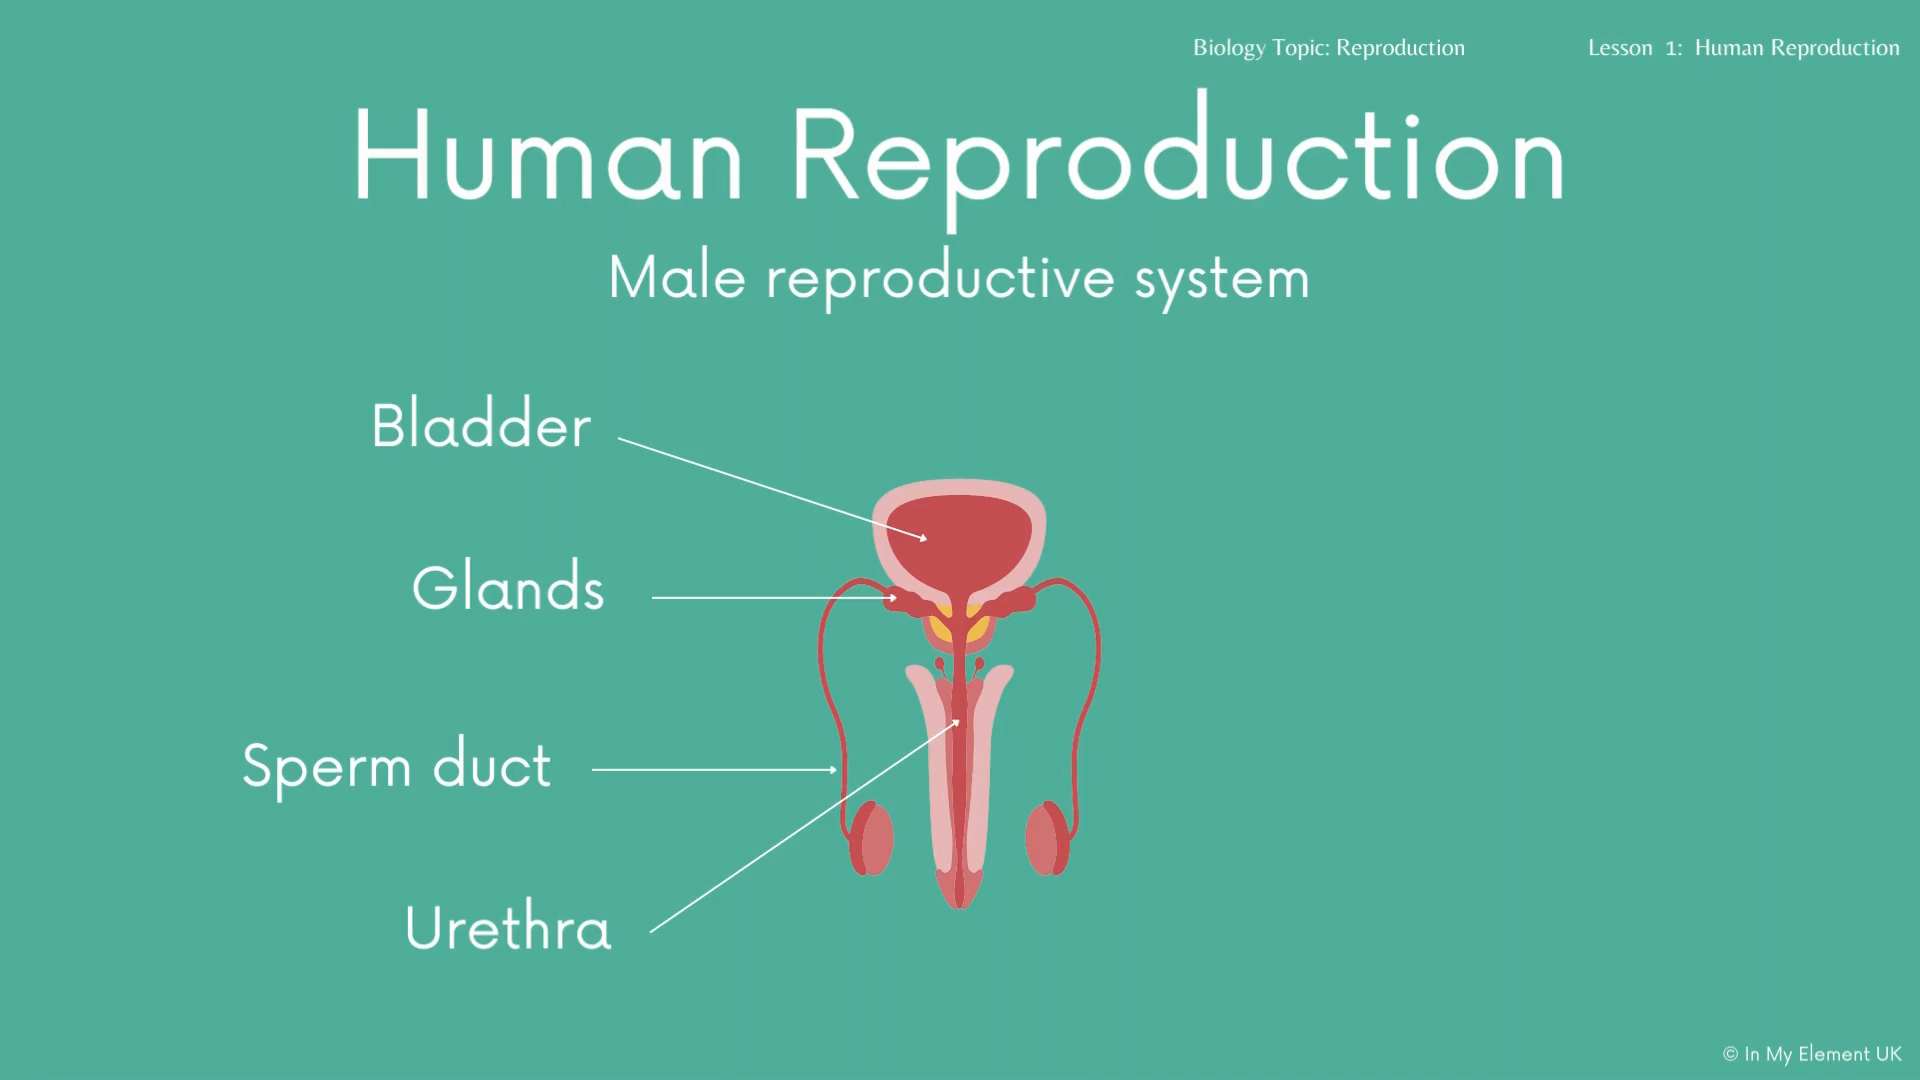 Biology Topic: Reproduction
Lesson 1: Human Reproduction
Human Reproduction
Male reproductive system
Bladder
Glands
Sperm duct
Urethra
© In My Element UK